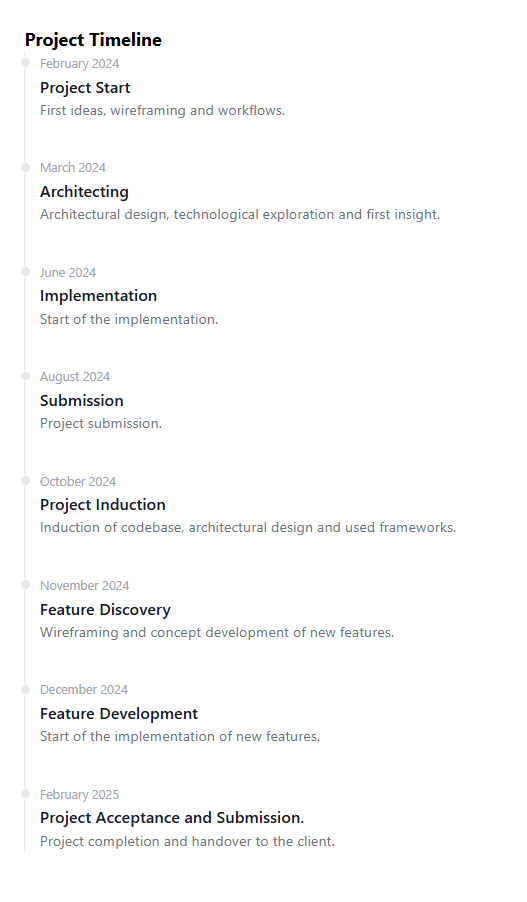 Project Timeline
February 2024
Project Start
First ideas, wireframing and workflows.
March 2024
Architecting
Architectural design, technological exploration and first insight.
June 2024
Implementation
Start of the implementation.
August 2024
Submission
Project submission.
October 2024
Project Induction
Induction of codebase, architectural design and used frameworks.
November 2024
Feature Discovery
Wireframing and concept development of new features.
December 2024
Feature Development
Start of the implementation of new features.
February 2025
Project Acceptance and Submission.
Project completion and handover to the client.